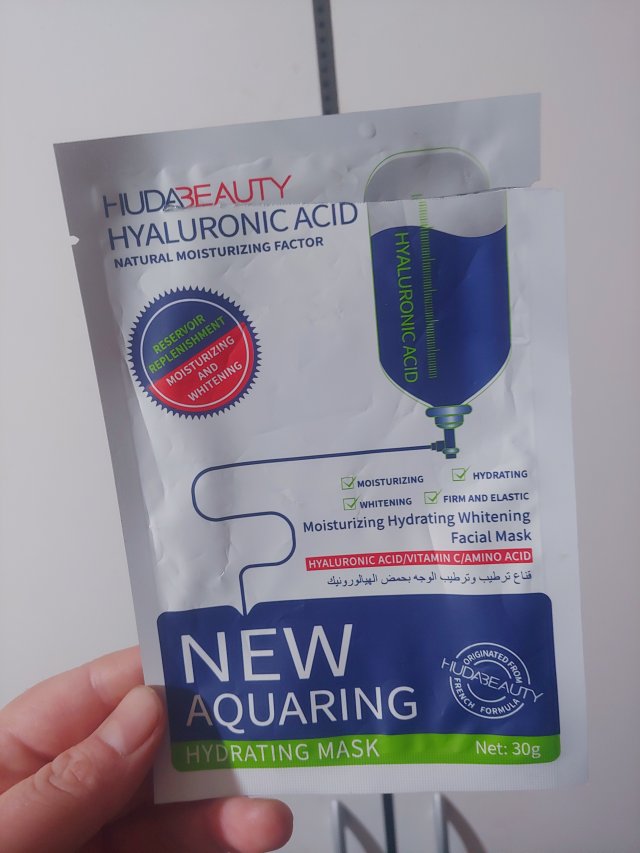 HUDABEAUTY
HYALURONIC ACID
NATURAL MOISTURIZING FACTOR
HYALURONIC ACID
RESERVOIR
REPLENISHMENT
MOISTURIZING
AND
WHITENING
MOISTURIZING
HYDRATING
WHITENING
FIRM AND ELASTIC
Moisturizing Hydrating Whitening
Facial Mask
HYALURONIC ACID/VITAMIN C/AMINO ACID
قناع ترطيب وترطيب الوجه بحمض الهيالورونيك
NEW
AQUARING
ORIGINATED FROM
HUDABEAUTY
FRENCH FORMULA
HYDRATING MASK
Net: 30g